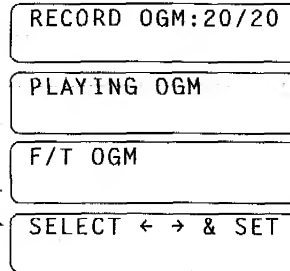 RECORD OGM:20/20
PLAYING OGM
F/T OGM
SELECT ← → & SET